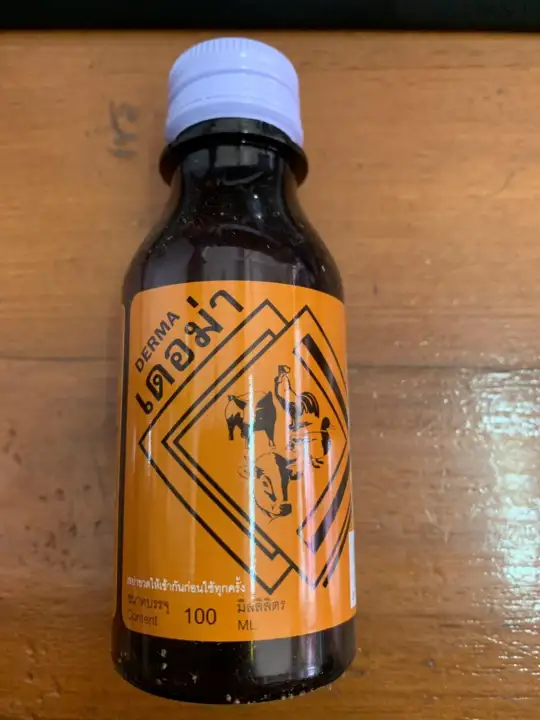 DERMA
เดอม่า
เขย่าขวดให้เข้ากันก่อนใช้ทุกครั้ง
ขนาดบรรจุ 100 มิลลิลิตร
Content ML.